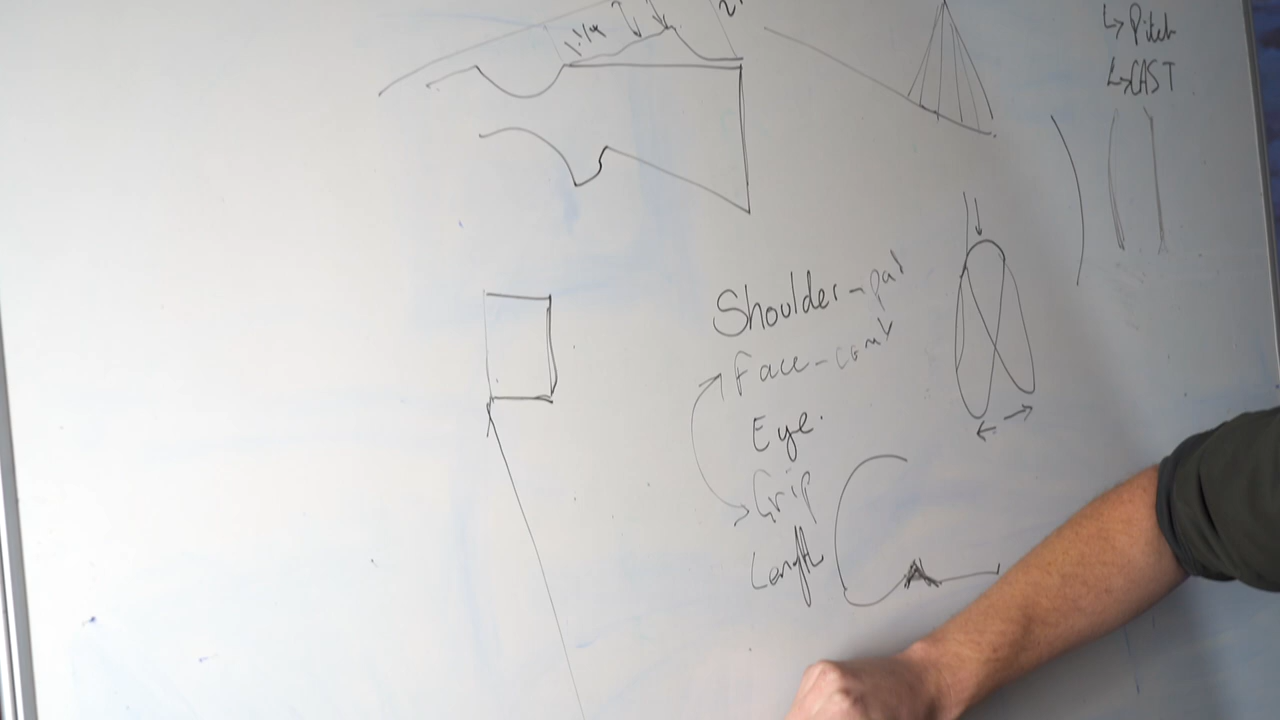 1:1/4
↳ Pitch
↳ CAST
Shoulder - pad
Face - comb
Eye.
Grip
Length